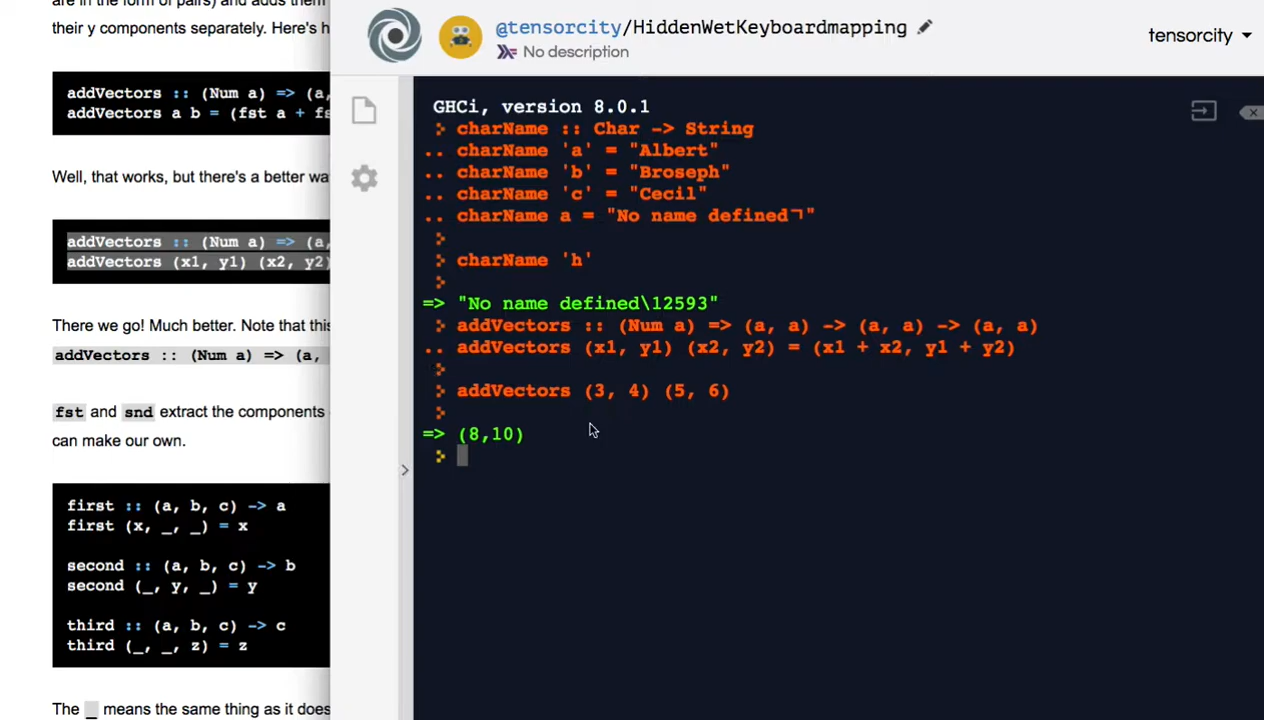 are in the form of pairs) and adds them
their y components separately. Here's h
addVectors :: (Num a) => (a,
addVectors a b = (fst a + fs
Well, that works, but there's a better wa
addVectors :: (Num a) => (a,
addVectors (x1, y1) (x2, y2)
There we go! Much better. Note that this
addVectors :: (Num a) => (a,
fst and snd extract the components
can make our own.
first :: (a, b, c) -> a
first (x, _, _) = x
second :: (a, b, c) -> b
second (_, y, _) = y
third :: (a, b, c) -> c
third (_, _, z) = z
The _ means the same thing as it does
@tensorcity/HiddenWetKeyboardmapping
No description
tensorcity
GHCi, version 8.0.1
> charName :: Char -> String
.. charName 'a' = "Albert"
.. charName 'b' = "Broseph"
.. charName 'c' = "Cecil"
.. charName a = "No name definedㄱ"
>
> charName 'h'
>
=> "No name defined\12593"
> addVectors :: (Num a) => (a, a) -> (a, a) -> (a, a)
.. addVectors (x1, y1) (x2, y2) = (x1 + x2, y1 + y2)
>
> addVectors (3, 4) (5, 6)
>
=> (8,10)
>